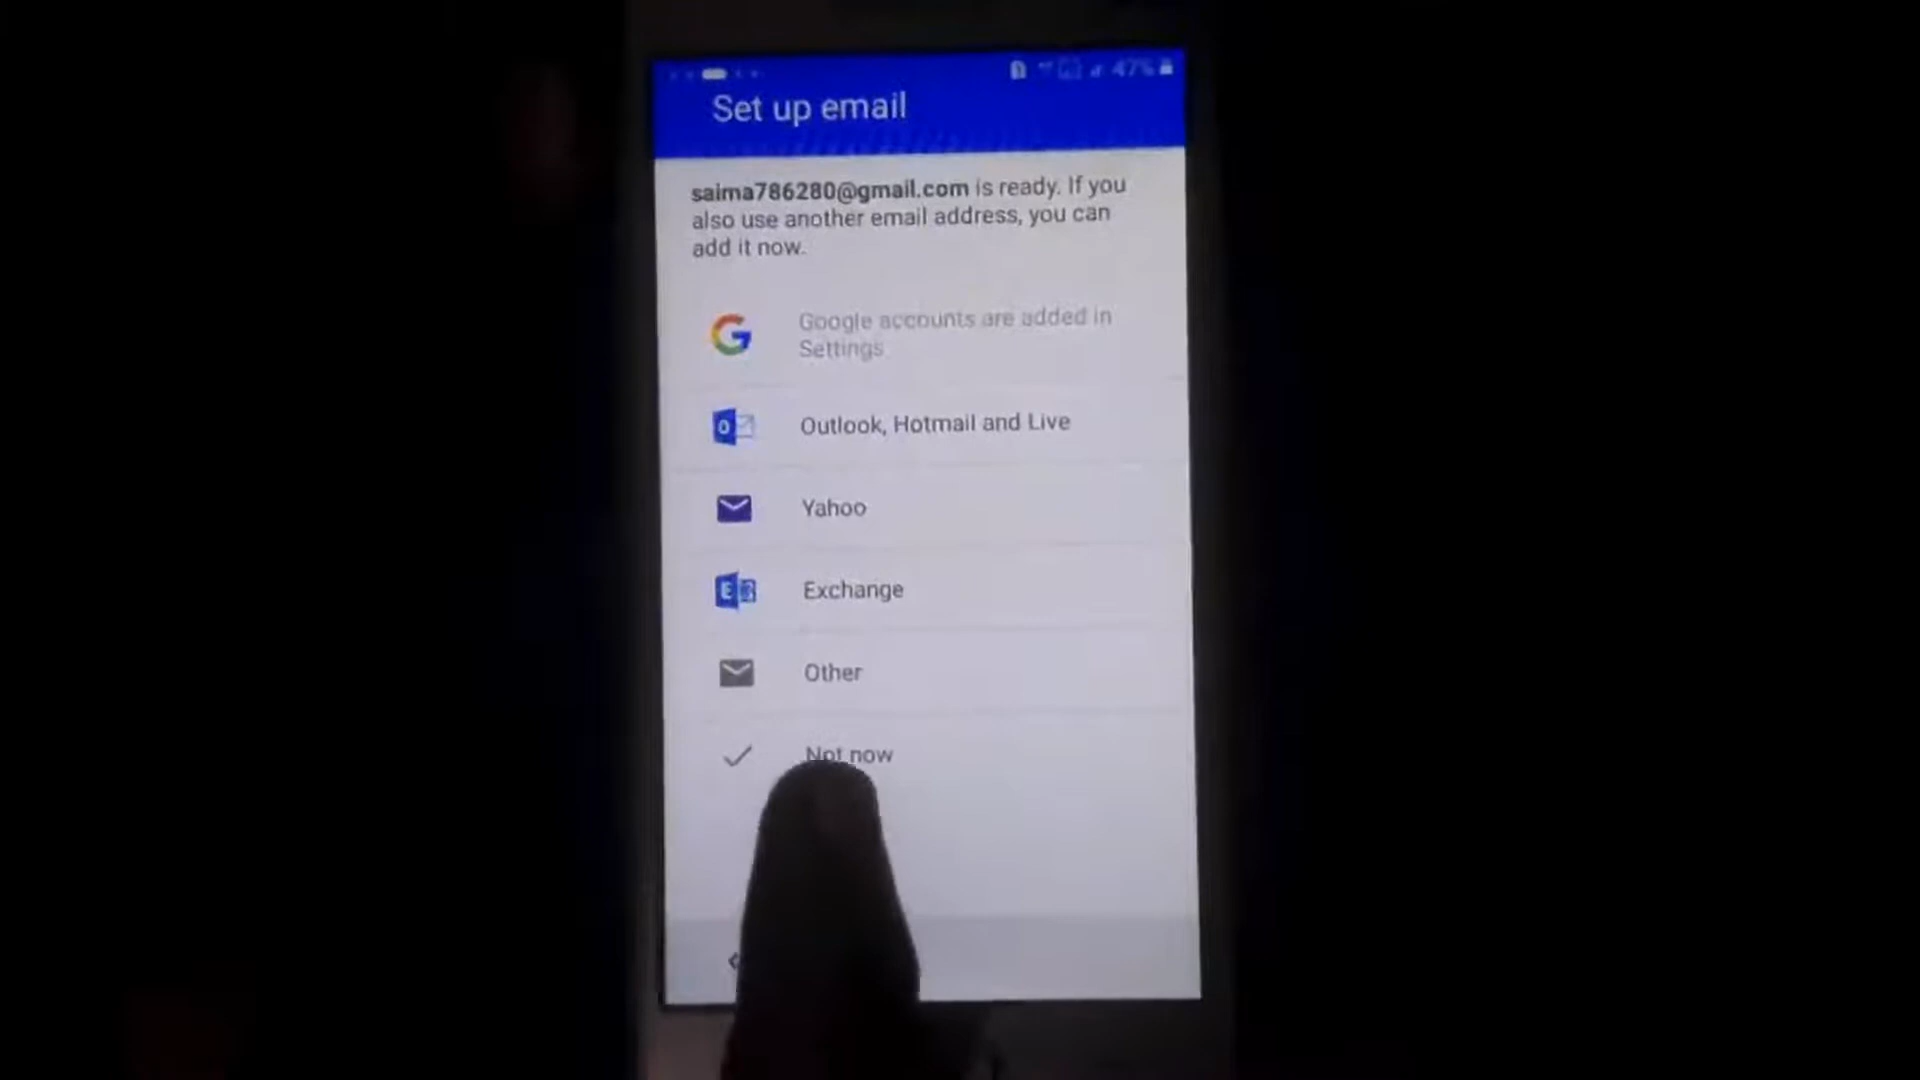 47%
Set up email
saima786280@gmail.com is ready. If you
also use another email address, you can
add it now.
Google accounts are added in
Settings
Outlook, Hotmail and Live
Yahoo
Exchange
Other
Not now